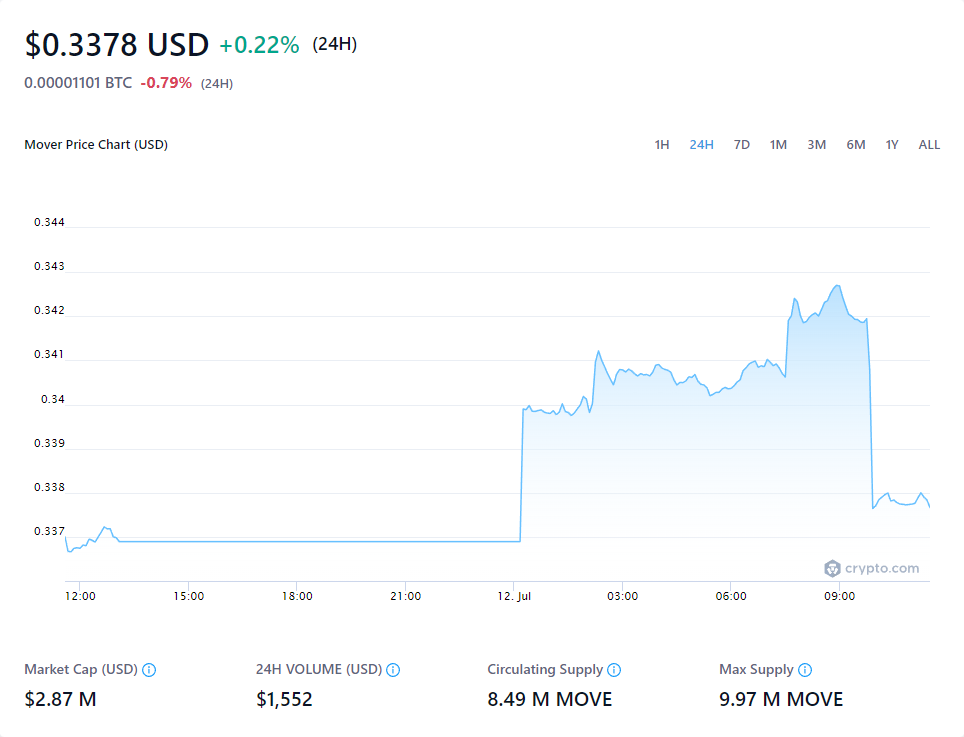 $0.3378 USD +0.22% (24H)
0.00001101 BTC -0.79% (24H)
Mover Price Chart (USD) 1H 24H 7D 1M 3M 6M 1Y ALL
0.344
0.343
0.342
0.341
0.34
0.339
0.338
0.337
crypto.com
12:00 15:00 18:00 21:00 12. Jul 03:00 06:00 09:00
Market Cap (USD) 24H VOLUME (USD) Circulating Supply Max Supply
$2.87 M $1,552 8.49 M MOVE 9.97 M MOVE